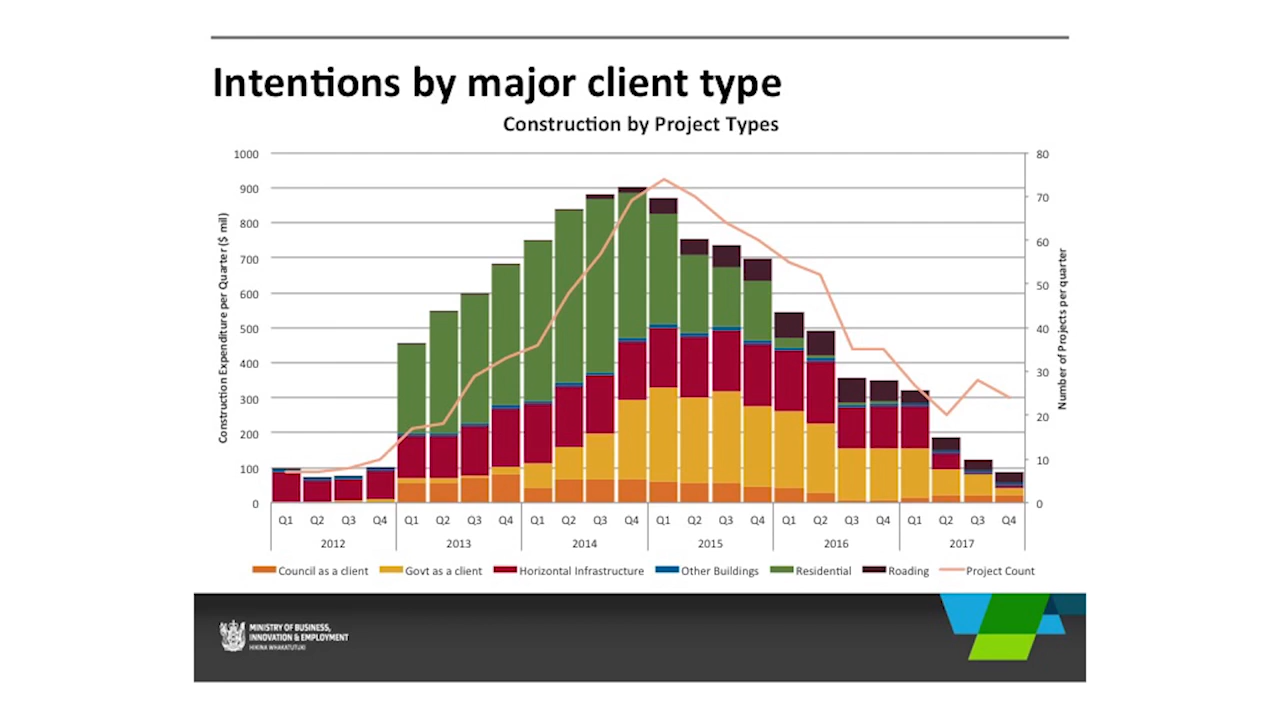 Intentions by major client type
Construction by Project Types
Construction Expenditure per Quarter ($ mil)
1000
900
800
700
600
500
400
300
200
100
0
80
70
60
50
40
30
20
10
0
Number of Projects per quarter
Q1 Q2 Q3 Q4 Q1 Q2 Q3 Q4 Q1 Q2 Q3 Q4 Q1 Q2 Q3 Q4 Q1 Q2 Q3 Q4 Q1 Q2 Q3 Q4
2012 2013 2014 2015 2016 2017
Council as a client Govt as a client Horizontal Infrastructure Other Buildings Residential Roading Project Count
MINISTRY OF BUSINESS,
INNOVATION & EMPLOYMENT
HĪKINA WHAKATUTUKI